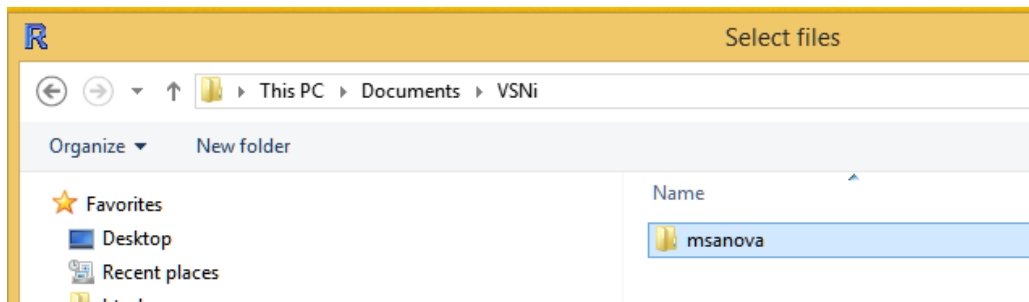 Select files
This PC Documents VSNi
Organize New folder
Name
Favorites
msanova
Desktop
Recent places